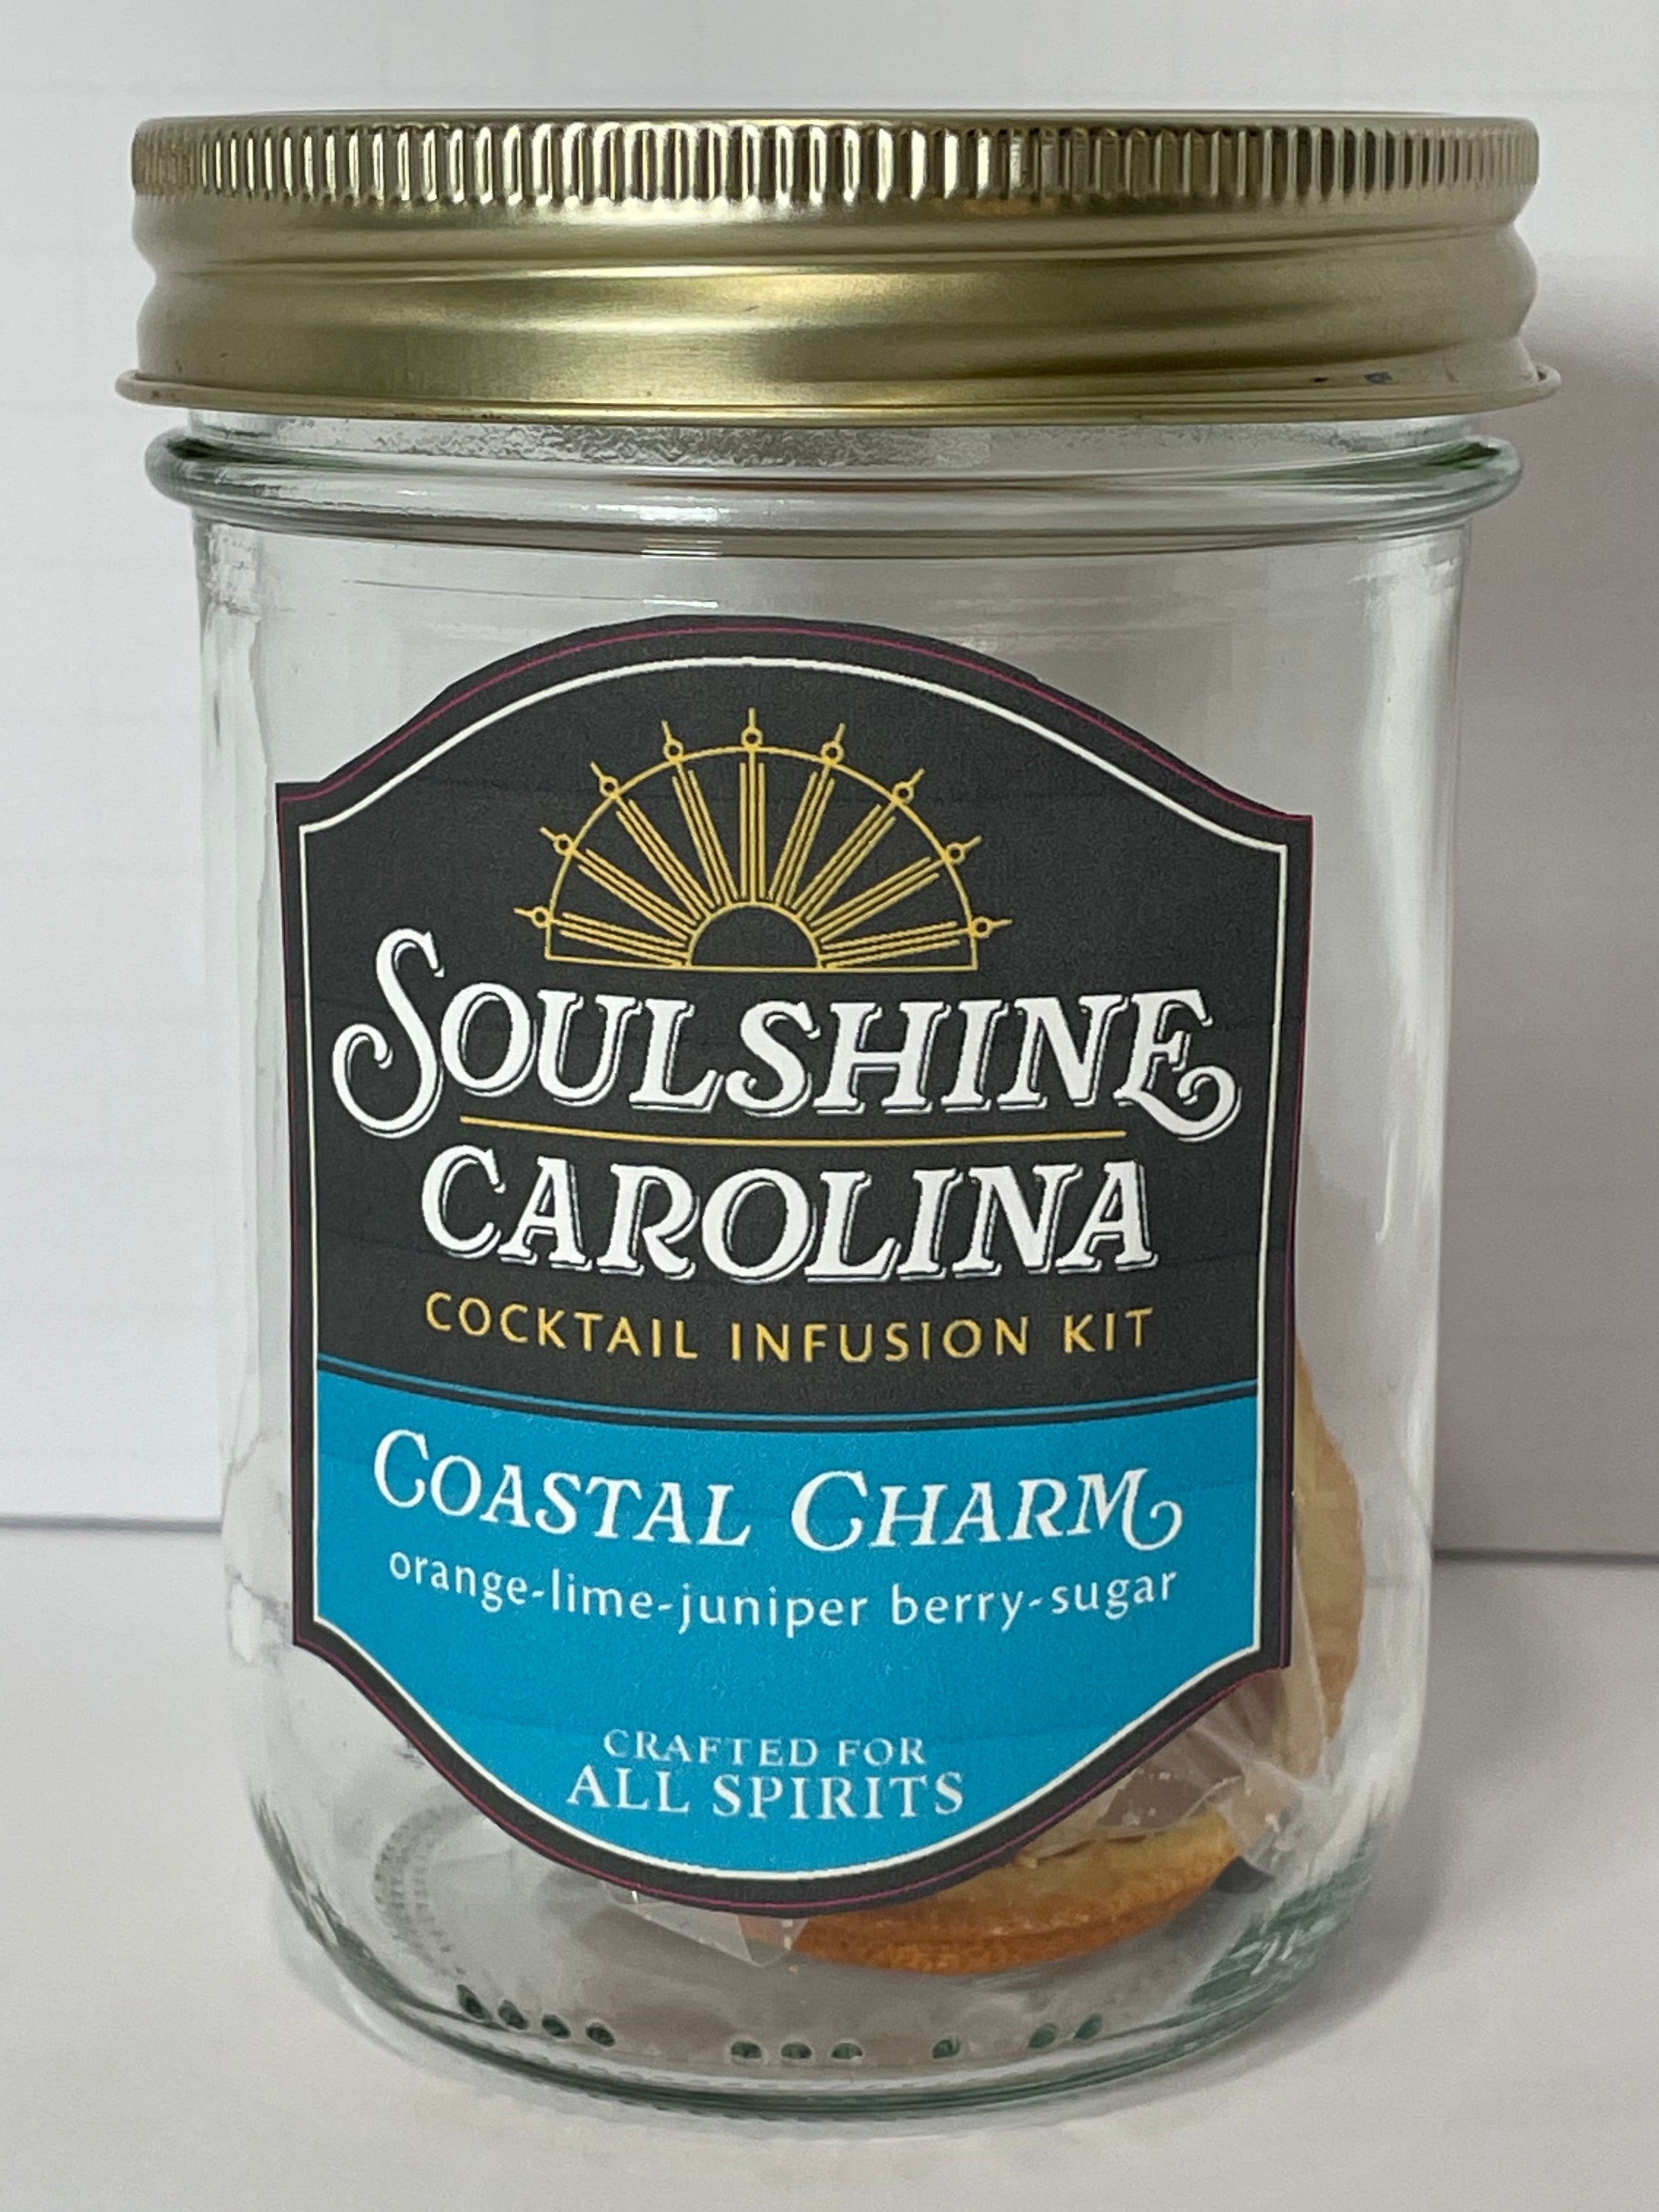 SOULSHINE
CAROLINA
COCKTAIL INFUSION KIT
COASTAL CHARM
orange-lime-juniper berry-sugar
CRAFTED FOR
ALL SPIRITS